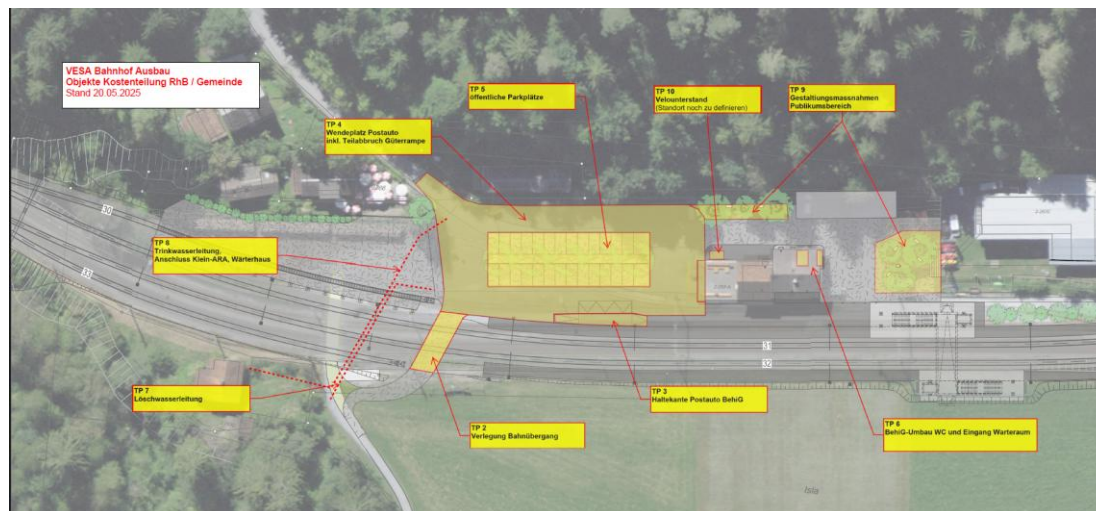 VESA Bahnhof Ausbau
Objekte Kostenteilung RhB / Gemeinde
Stand 20.05.2025
TP 5
öffentliche Parkplätze
TP 10
Velounterstand
(Standort noch zu definieren)
TP 9
Gestaltungsmassnahmen
Publikumsbereich
TP 4
Wendeplatz Postauto
inkl. Teilabbruch Güterrampe
30
33
TP 8
Trinkwasserleitung,
Anschluss Klein-ARA, Wärterhaus
31
32
TP 7
Löschwasserleitung
TP 3
Haltekante Postauto BehiG
TP 2
Verlegung Bahnübergang
TP 6
BehiG-Umbau WC und Eingang Warteraum
Isla